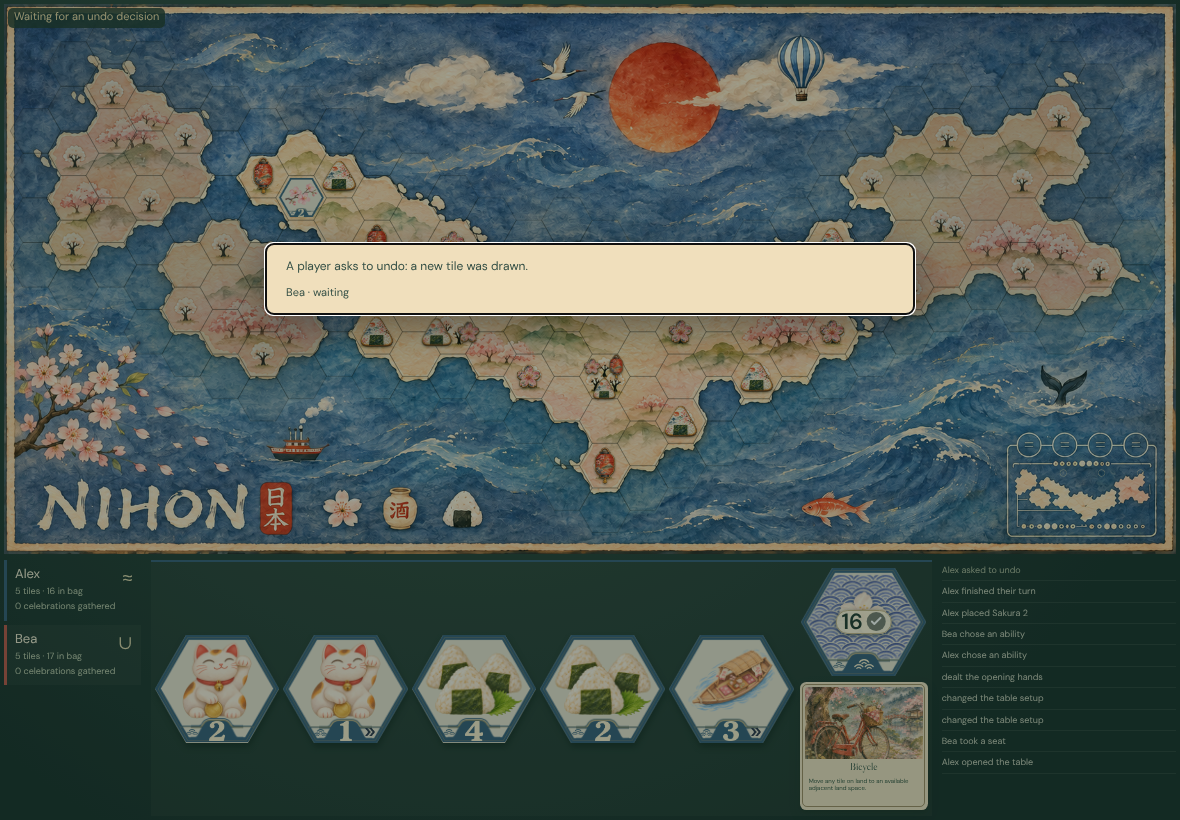 Waiting for an undo decision
2
A player asks to undo: a new tile was drawn.
Bea · waiting
NIHON
日本
酒
Alex
5 tiles · 16 in bag
0 celebrations gathered
Bea
5 tiles · 17 in bag
0 celebrations gathered
2
1 »
4
2
3 »
16
Bicycle
Move any tile on land to an available
adjacent land space.
Alex asked to undo
Alex finished their turn
Alex placed Sakura 2
Bea chose an ability
Alex chose an ability
dealt the opening hands
changed the table setup
changed the table setup
Bea took a seat
Alex opened the table